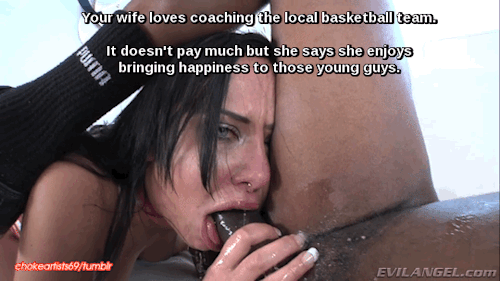 Your wife loves coaching the local basketball team.
It doesn't pay much but she says she enjoys
bringing happiness to those young guys.
PUMA
chokeartists69/tumblr
EVILANGEL.com